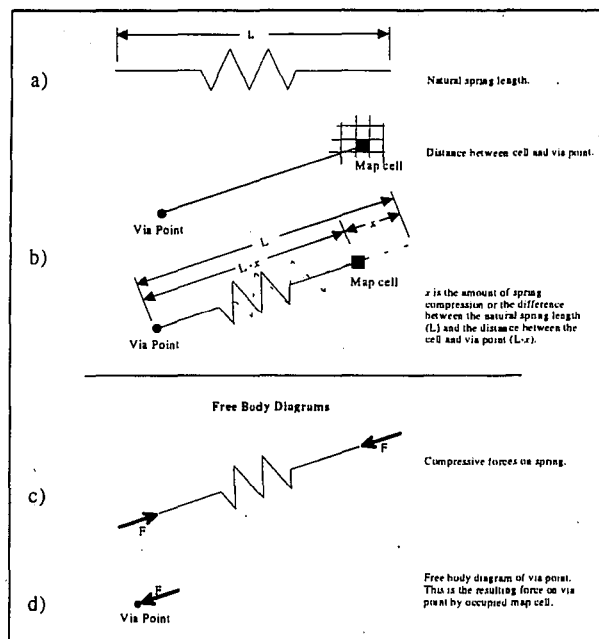 L
a)
Natural spring length.
Distance between cell and via point.
Map cell
Via Point
L
x
L-x
b)
Map cell
Via Point
x is the amount of spring
compression or the difference
between the natural spring length
(L) and the distance between the
cell and via point (L-x).
Free Body Diagrams
F
Compressive forces on spring.
c)
F
F
Free body diagram of via point.
This is the resulting force on via
point by occupied map cell.
d)
Via Point